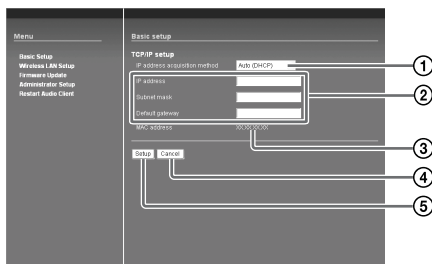 Menu
Basic Setup
Wireless LAN Setup
Firmware Update
Administrator Setup
Restart Audio Client
Basic setup
TCP/IP setup
IP address acquisition method Auto (DHCP)
IP address
Subnet mask
Default gateway
MAC address XX:XX:XX:XX
Setup Cancel
1
2
3
4
5